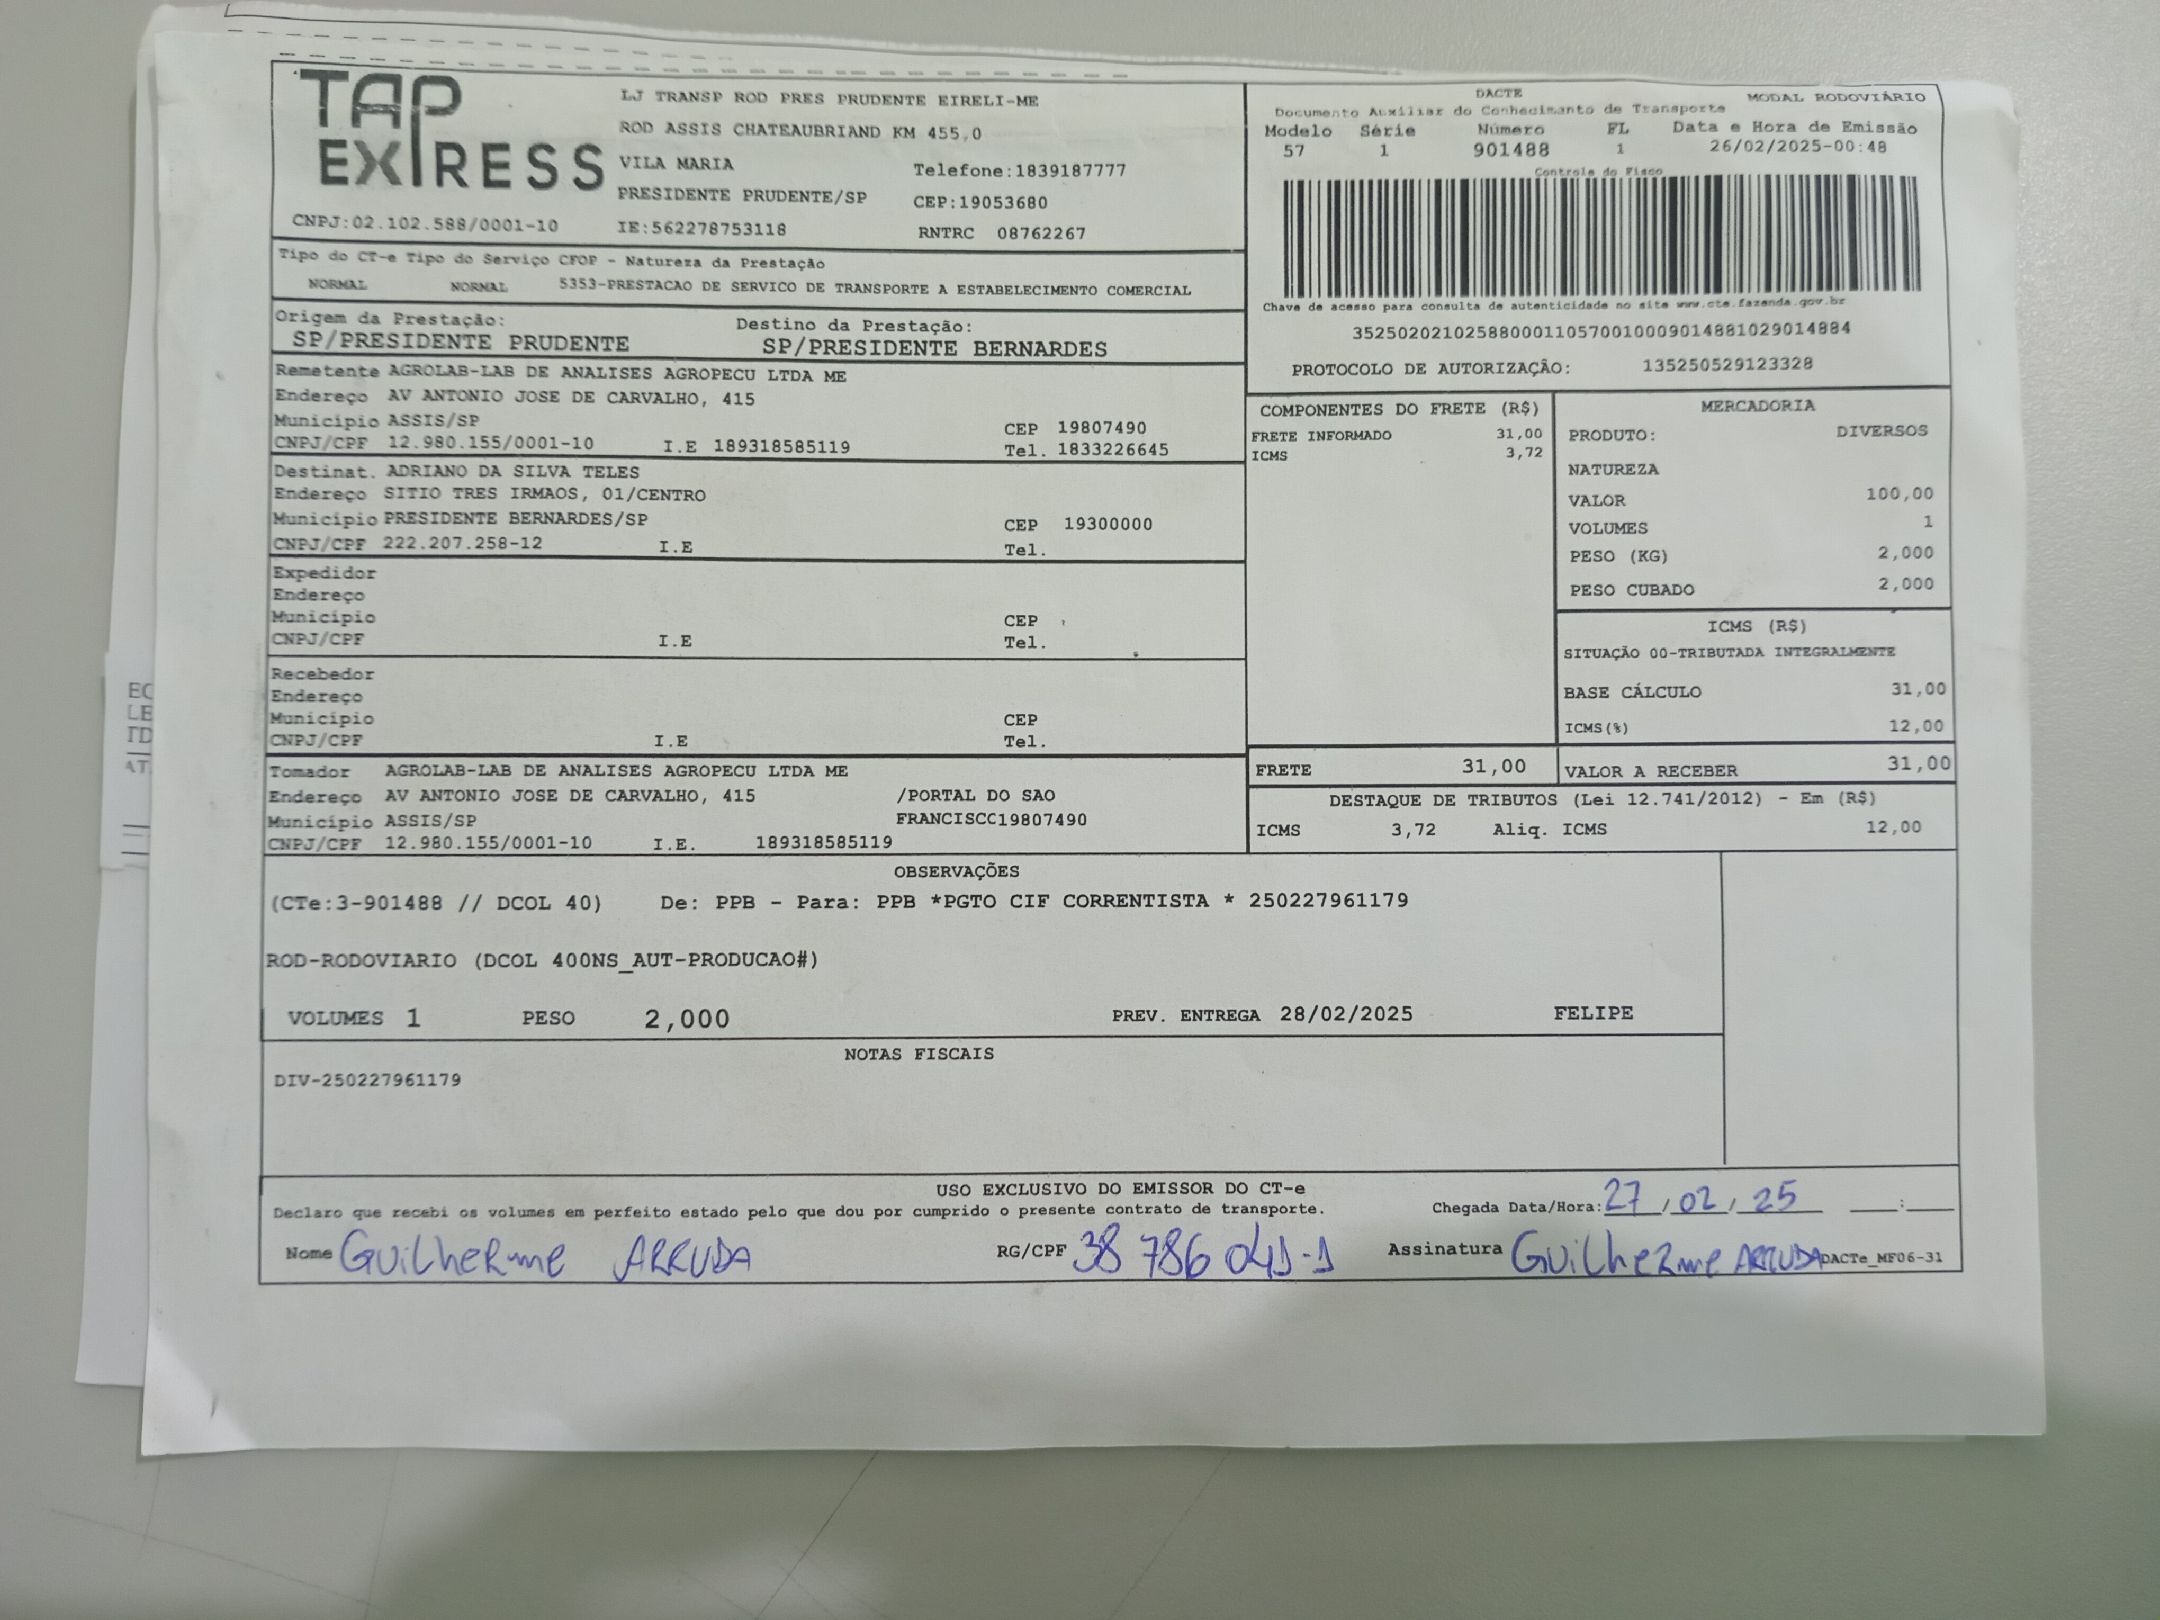 TAP EXPRESS
LJ TRANSP ROD PRES PRUDENTE EIRELI-ME
ROD ASSIS CHATEAUBRIAND KM 455,0
VILA MARIA Telefone:1839187777
PRESIDENTE PRUDENTE/SP CEP:19053680
CNPJ:02.102.588/0001-10 IE:562278753118 RNTRC 08762267
DACTE MODAL RODOVIÁRIO
Documento Auxiliar do Conhecimanto de Transporte
Modelo Série Número FL Data e Hora de Emissão
57 1 901488 1 26/02/2025-00:48
Controle do Fisco
Chave de acesso para consulta de autenticidade no site www.cte.fazenda.gov.br
35250202102588000110570010009014881029014884
PROTOCOLO DE AUTORIZAÇÃO: 135250529123328
Tipo do CT-e Tipo do Serviço CFOP - Natureza da Prestação
NORMAL NORMAL 5353-PRESTACAO DE SERVICO DE TRANSPORTE A ESTABELECIMENTO COMERCIAL
Origem da Prestação: Destino da Prestação:
SP/PRESIDENTE PRUDENTE SP/PRESIDENTE BERNARDES
Remetente AGROLAB-LAB DE ANALISES AGROPECU LTDA ME
Endereço AV ANTONIO JOSE DE CARVALHO, 415
Município ASSIS/SP CEP 19807490
CNPJ/CPF 12.980.155/0001-10 I.E 189318585119 Tel. 1833226645
Destinat. ADRIANO DA SILVA TELES
Endereço SITIO TRES IRMAOS, 01/CENTRO
Município PRESIDENTE BERNARDES/SP CEP 19300000
CNPJ/CPF 222.207.258-12 I.E Tel.
Expedidor
Endereço
Município CEP
CNPJ/CPF I.E Tel.
Recebedor
Endereço
Município CEP
CNPJ/CPF I.E Tel.
Tomador AGROLAB-LAB DE ANALISES AGROPECU LTDA ME
Endereço AV ANTONIO JOSE DE CARVALHO, 415 /PORTAL DO SAO
Município ASSIS/SP FRANCISCC19807490
CNPJ/CPF 12.980.155/0001-10 I.E. 189318585119
COMPONENTES DO FRETE (R$)
FRETE INFORMADO 31,00
ICMS 3,72
MERCADORIA
PRODUTO: DIVERSOS
NATUREZA
VALOR 100,00
VOLUMES 1
PESO (KG) 2,000
PESO CUBADO 2,000
ICMS (R$)
SITUAÇÃO 00-TRIBUTADA INTEGRALMENTE
BASE CÁLCULO 31,00
ICMS(%) 12,00
FRETE 31,00 VALOR A RECEBER 31,00
DESTAQUE DE TRIBUTOS (Lei 12.741/2012) - Em (R$)
ICMS 3,72 Aliq. ICMS 12,00
OBSERVAÇÕES
(CTe:3-901488 // DCOL 40) De: PPB - Para: PPB *PGTO CIF CORRENTISTA * 250227961179
ROD-RODOVIARIO (DCOL 400NS_AUT-PRODUCAO#)
VOLUMES 1 PESO 2,000 PREV. ENTREGA 28/02/2025 FELIPE
NOTAS FISCAIS
DIV-250227961179
USO EXCLUSIVO DO EMISSOR DO CT-e
Declaro que recebi os volumes em perfeito estado pelo que dou por cumprido o presente contrato de transporte. Chegada Data/Hora: 27/02/25 :
Nome Guilherme ARRUDA RG/CPF 38 786 041-1 Assinatura Guilherme ARRUDA DACTe_MF06-31